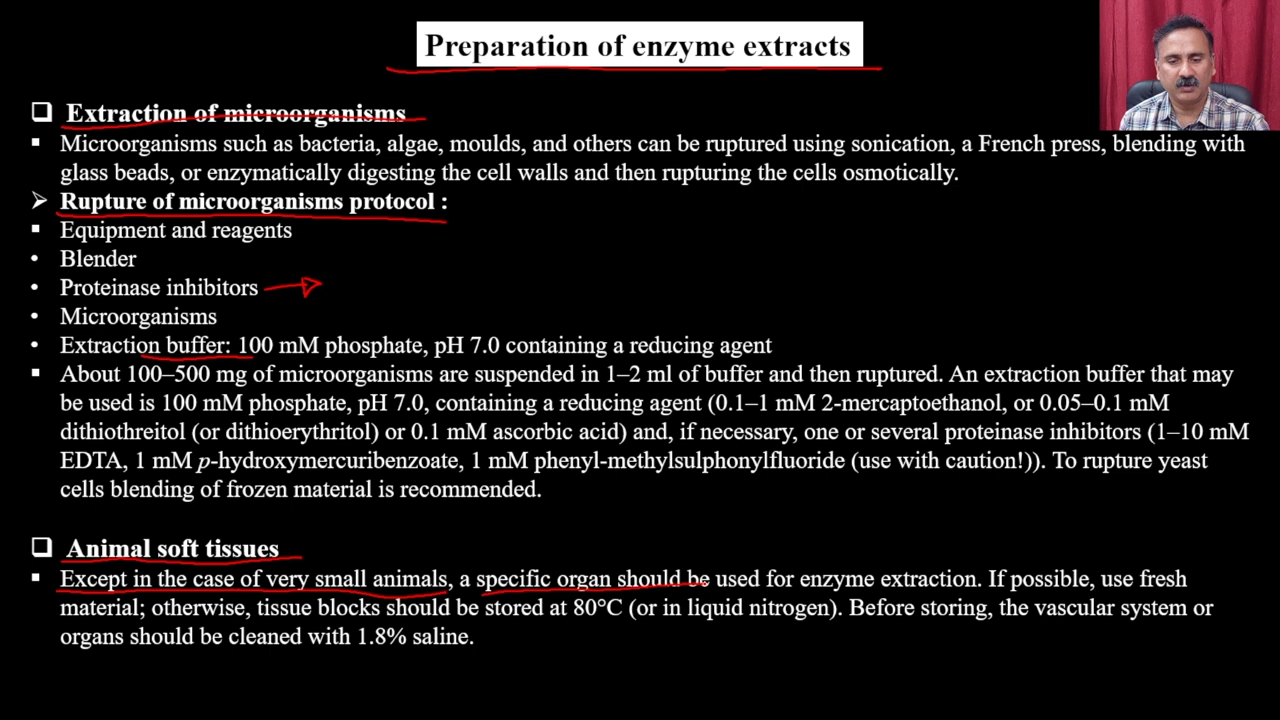 Preparation of enzyme extracts
❑ Extraction of microorganisms
▪ Microorganisms such as bacteria, algae, moulds, and others can be ruptured using sonication, a French press, blending with
glass beads, or enzymatically digesting the cell walls and then rupturing the cells osmotically.
➢ Rupture of microorganisms protocol :
▪ Equipment and reagents
• Blender
• Proteinase inhibitors
• Microorganisms
• Extraction buffer: 100 mM phosphate, pH 7.0 containing a reducing agent
▪ About 100–500 mg of microorganisms are suspended in 1–2 ml of buffer and then ruptured. An extraction buffer that may
be used is 100 mM phosphate, pH 7.0, containing a reducing agent (0.1–1 mM 2-mercaptoethanol, or 0.05–0.1 mM
dithiothreitol (or dithioerythritol) or 0.1 mM ascorbic acid) and, if necessary, one or several proteinase inhibitors (1–10 mM
EDTA, 1 mM p-hydroxymercuribenzoate, 1 mM phenyl-methylsulphonylfluoride (use with caution!)). To rupture yeast
cells blending of frozen material is recommended.
❑ Animal soft tissues
▪ Except in the case of very small animals, a specific organ should be used for enzyme extraction. If possible, use fresh
material; otherwise, tissue blocks should be stored at 80°C (or in liquid nitrogen). Before storing, the vascular system or
organs should be cleaned with 1.8% saline.